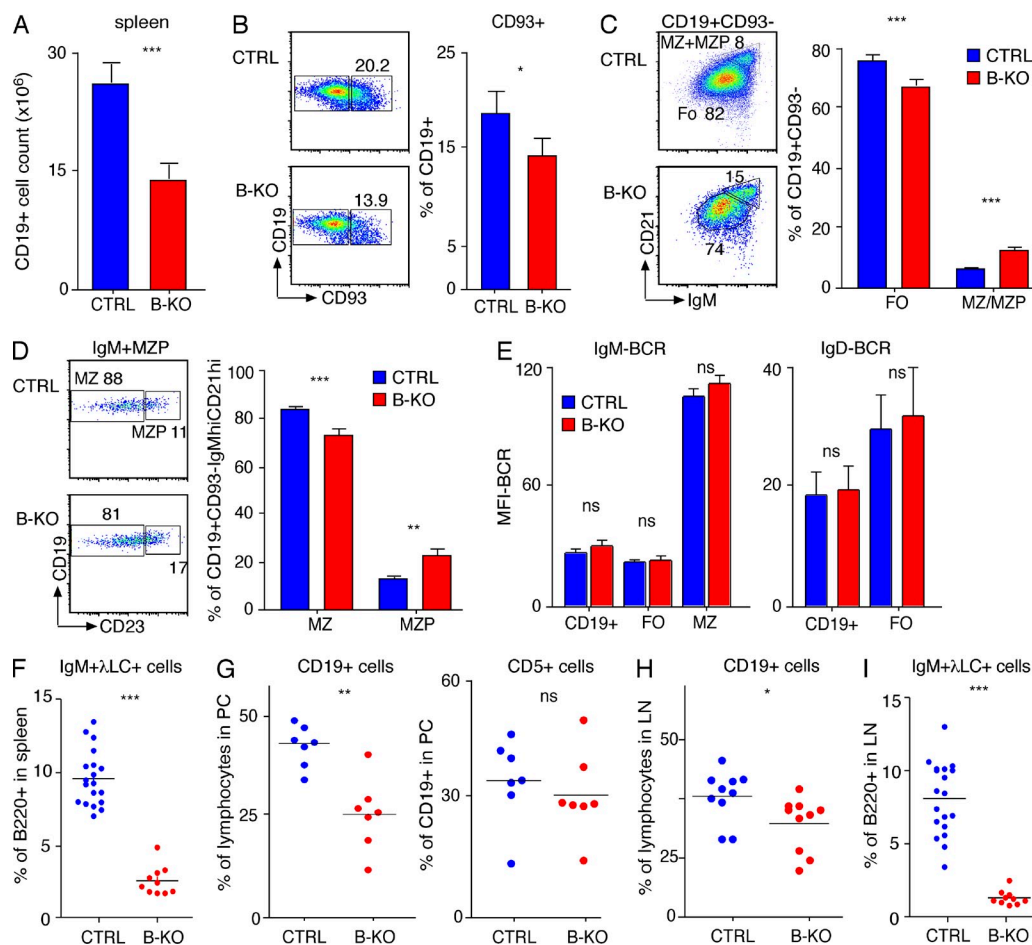 A
spleen
CD19+ cell count (x10⁶)
30
15
0
***
CTRL
B-KO
B
CTRL
20.2
B-KO
13.9
CD19
CD93
CD93+
% of CD19+
25
15
5
0
*
CTRL
B-KO
C
CD19+CD93-
CTRL
MZ+MZP 8
Fo 82
B-KO
15
74
CD21
IgM
% of CD19+CD93-
80
60
40
20
0
***
***
FO
MZ/MZP
CTRL
B-KO
D
IgM+MZP
CTRL
MZ 88
MZP 11
B-KO
81
17
CD19
CD23
% of CD19+CD93-IgMhiCD21hi
100
80
60
40
20
0
***
**
MZ
MZP
CTRL
B-KO
E
IgM-BCR
MFI-BCR
120
60
0
CTRL
B-KO
ns
ns
ns
CD19+
FO
MZ
IgD-BCR
40
20
0
ns
ns
CD19+
FO
F
IgM+λLC+ cells
% of B220+ in spleen
15
10
5
0
***
CTRL
B-KO
G
CD19+ cells
% of lymphocytes in PC
50
25
0
**
CTRL
B-KO
CD5+ cells
% of CD19+ in PC
60
30
0
ns
CTRL
B-KO
H
CD19+ cells
% of lymphocytes in LN
50
25
0
*
CTRL
B-KO
I
IgM+λLC+ cells
% of B220+ in LN
15
10
5
0
***
CTRL
B-KO